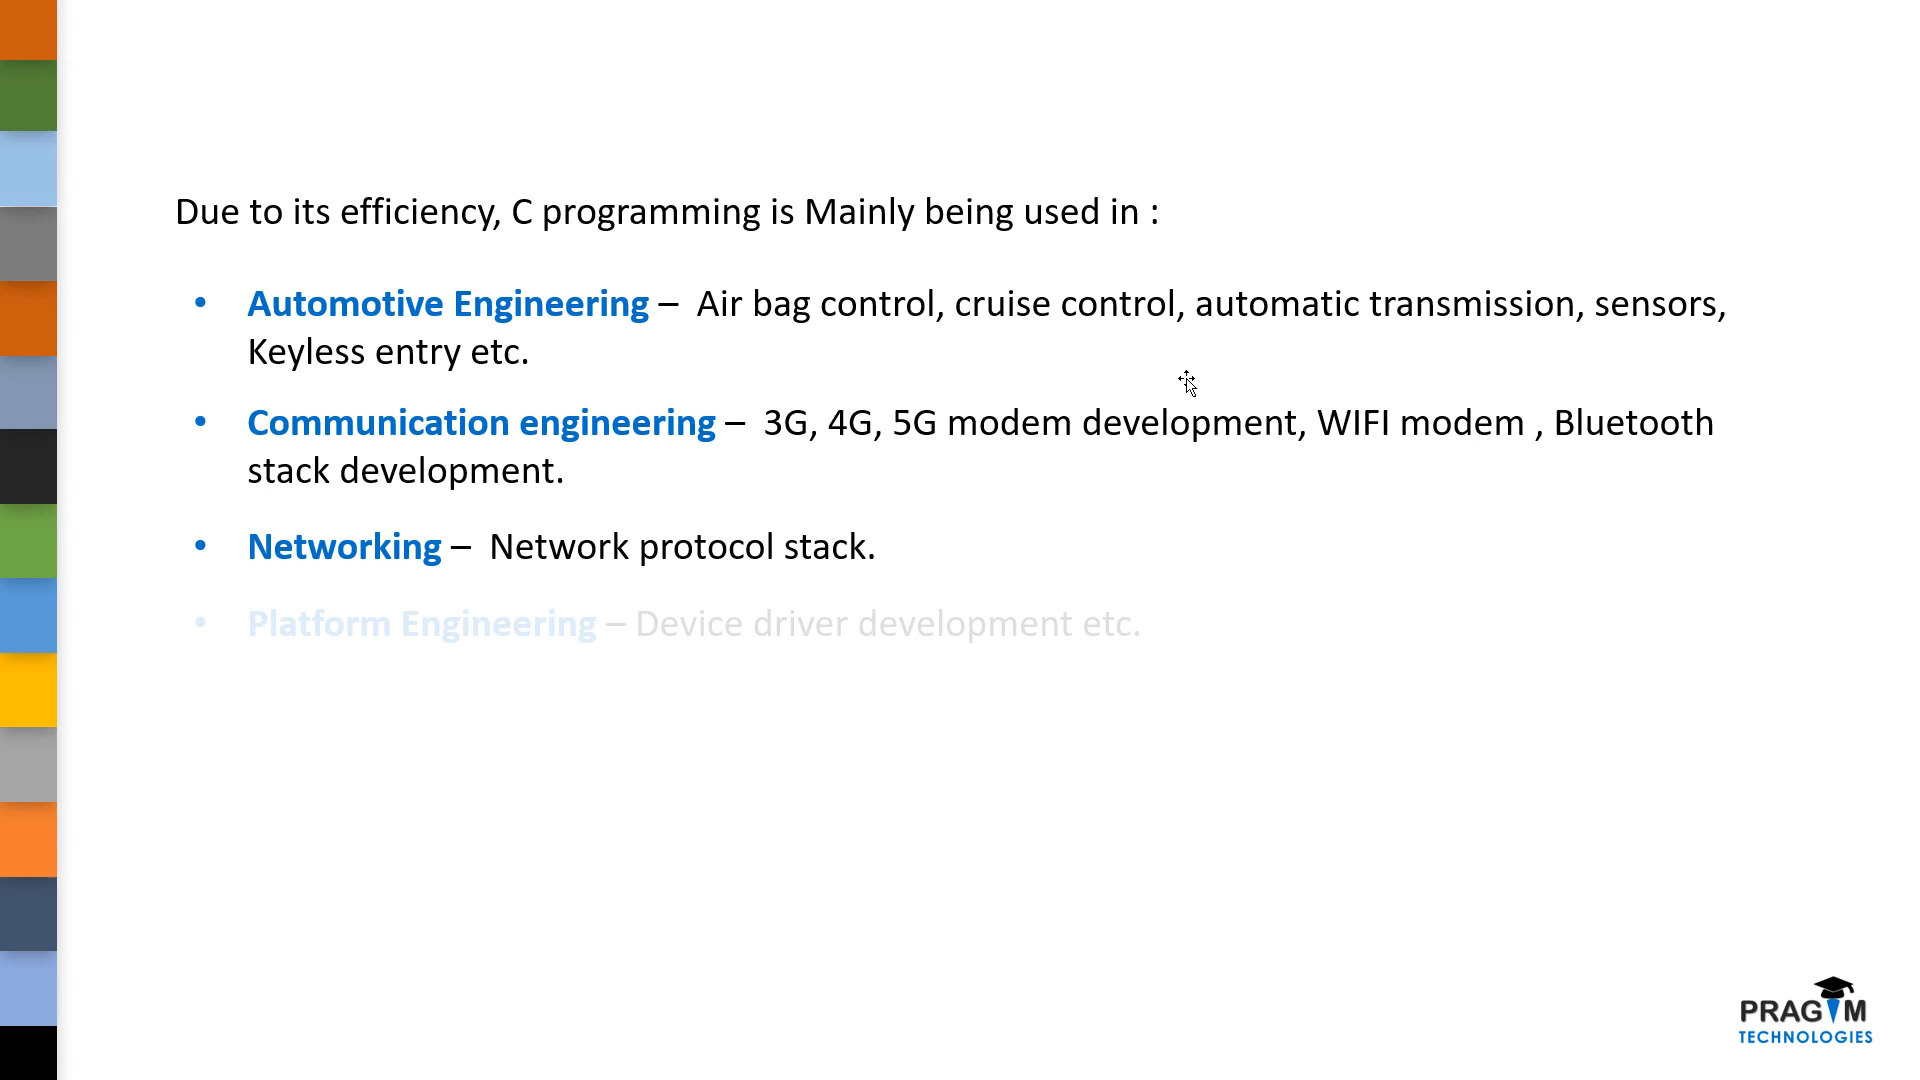 Due to its efficiency, C programming is Mainly being used in :
• Automotive Engineering – Air bag control, cruise control, automatic transmission, sensors,
Keyless entry etc.
• Communication engineering – 3G, 4G, 5G modem development, WIFI modem , Bluetooth
stack development.
• Networking – Network protocol stack.
• Platform Engineering – Device driver development etc.
PRAGIM
TECHNOLOGIES